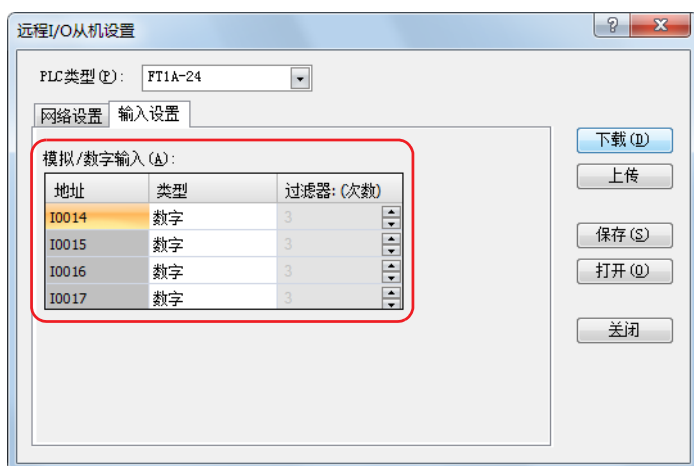 远程I/O从机设置
PLC类型(P): FT1A-24
网络设置 输入设置
模拟/数字输入(A):
地址 类型 过滤器:(次数)
I0014 数字 3
I0015 数字 3
I0016 数字 3
I0017 数字 3
下载(D)
上传
保存(S)
打开(O)
关闭